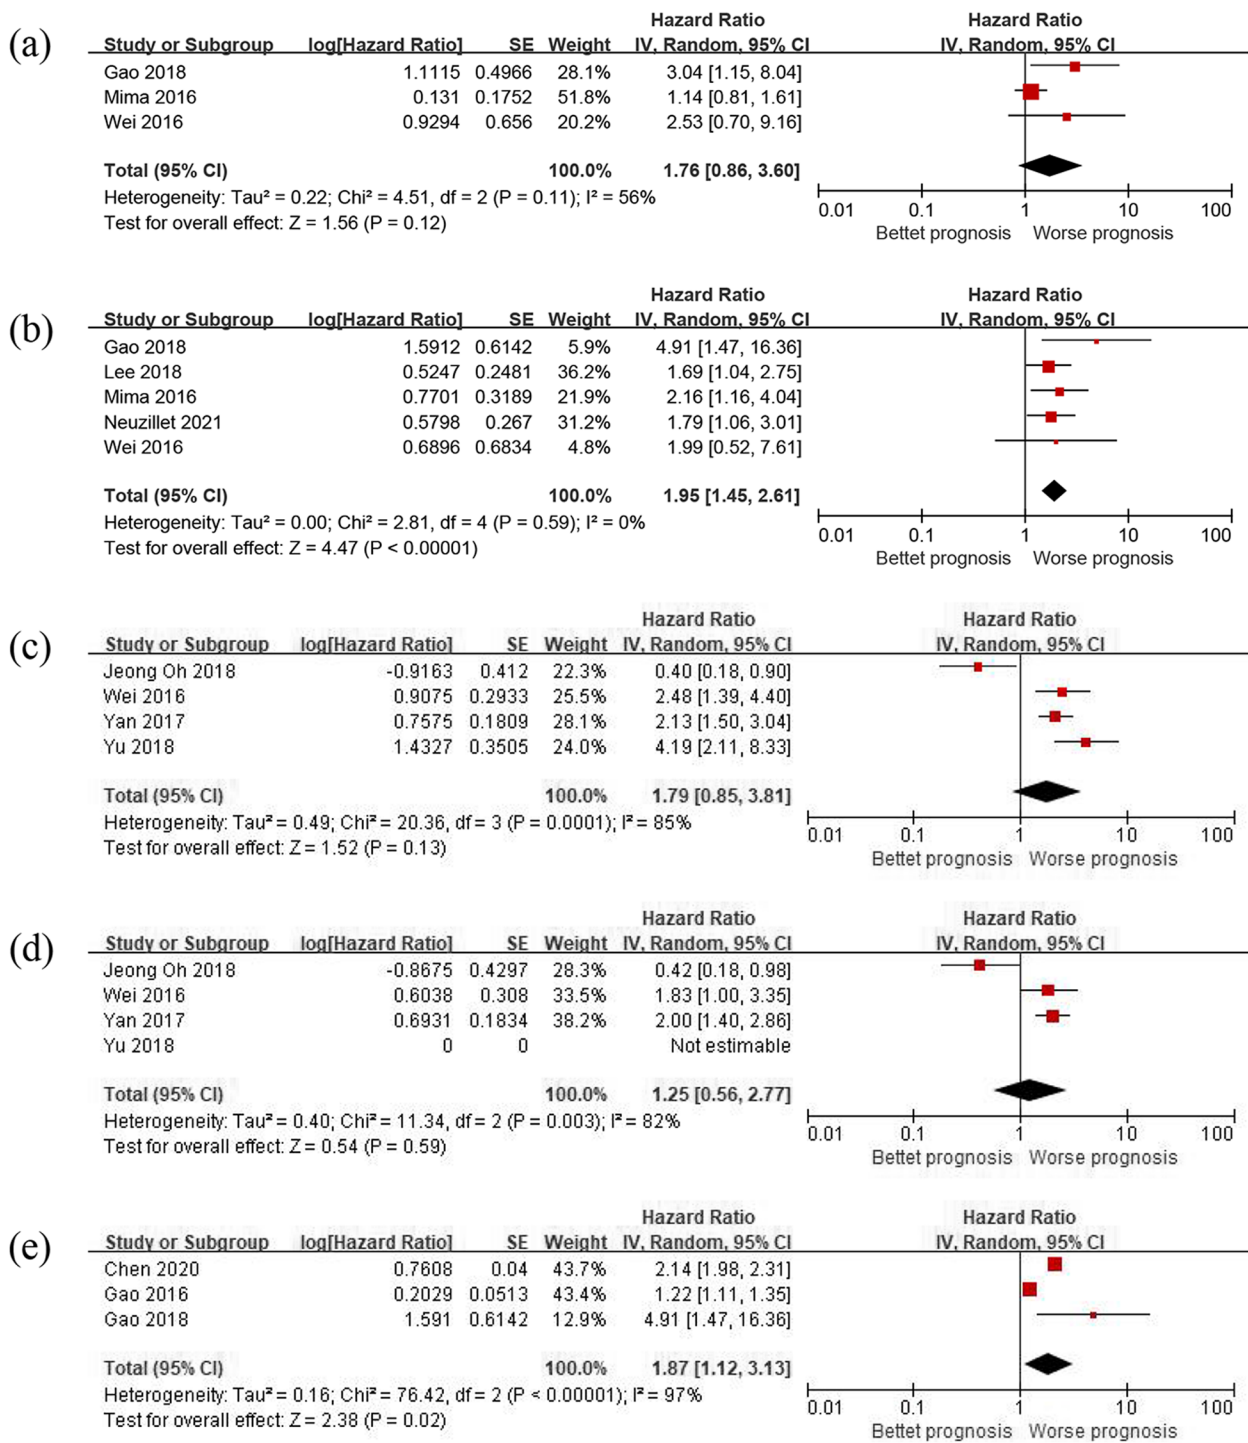 (a)
Hazard Ratio Hazard Ratio
Study or Subgroup log[Hazard Ratio] SE Weight IV, Random, 95% CI IV, Random, 95% CI
Gao 2018 1.1115 0.4966 28.1% 3.04 [1.15, 8.04]
Mima 2016 0.131 0.1752 51.8% 1.14 [0.81, 1.61]
Wei 2016 0.9294 0.656 20.2% 2.53 [0.70, 9.16]
Total (95% CI) 100.0% 1.76 [0.86, 3.60]
Heterogeneity: Tau² = 0.22; Chi² = 4.51, df = 2 (P = 0.11); I² = 56%
Test for overall effect: Z = 1.56 (P = 0.12)
0.01 0.1 1 10 100
Bettet prognosis Worse prognosis
(b)
Hazard Ratio Hazard Ratio
Study or Subgroup log[Hazard Ratio] SE Weight IV, Random, 95% CI IV, Random, 95% CI
Gao 2018 1.5912 0.6142 5.9% 4.91 [1.47, 16.36]
Lee 2018 0.5247 0.2481 36.2% 1.69 [1.04, 2.75]
Mima 2016 0.7701 0.3189 21.9% 2.16 [1.16, 4.04]
Neuzillet 2021 0.5798 0.267 31.2% 1.79 [1.06, 3.01]
Wei 2016 0.6896 0.6834 4.8% 1.99 [0.52, 7.61]
Total (95% CI) 100.0% 1.95 [1.45, 2.61]
Heterogeneity: Tau² = 0.00; Chi² = 2.81, df = 4 (P = 0.59); I² = 0%
Test for overall effect: Z = 4.47 (P < 0.00001)
0.01 0.1 1 10 100
Bettet prognosis Worse prognosis
(c)
Hazard Ratio Hazard Ratio
Study or Subgroup log[Hazard Ratio] SE Weight IV, Random, 95% CI IV, Random, 95% CI
Jeong Oh 2018 -0.9163 0.412 22.3% 0.40 [0.18, 0.90]
Wei 2016 0.9075 0.2933 25.5% 2.48 [1.39, 4.40]
Yan 2017 0.7575 0.1809 28.1% 2.13 [1.50, 3.04]
Yu 2018 1.4327 0.3505 24.0% 4.19 [2.11, 8.33]
Total (95% CI) 100.0% 1.79 [0.85, 3.81]
Heterogeneity: Tau² = 0.49; Chi² = 20.36, df = 3 (P = 0.0001); I² = 85%
Test for overall effect: Z = 1.52 (P = 0.13)
0.01 0.1 1 10 100
Bettet prognosis Worse prognosis
(d)
Hazard Ratio Hazard Ratio
Study or Subgroup log[Hazard Ratio] SE Weight IV, Random, 95% CI IV, Random, 95% CI
Jeong Oh 2018 -0.8675 0.4297 28.3% 0.42 [0.18, 0.98]
Wei 2016 0.6038 0.308 33.5% 1.83 [1.00, 3.35]
Yan 2017 0.6931 0.1834 38.2% 2.00 [1.40, 2.86]
Yu 2018 0 0 Not estimable
Total (95% CI) 100.0% 1.25 [0.56, 2.77]
Heterogeneity: Tau² = 0.40; Chi² = 11.34, df = 2 (P = 0.003); I² = 82%
Test for overall effect: Z = 0.54 (P = 0.59)
0.01 0.1 1 10 100
Bettet prognosis Worse prognosis
(e)
Hazard Ratio Hazard Ratio
Study or Subgroup log[Hazard Ratio] SE Weight IV, Random, 95% CI IV, Random, 95% CI
Chen 2020 0.7608 0.04 43.7% 2.14 [1.98, 2.31]
Gao 2016 0.2029 0.0513 43.4% 1.22 [1.11, 1.35]
Gao 2018 1.591 0.6142 12.9% 4.91 [1.47, 16.36]
Total (95% CI) 100.0% 1.87 [1.12, 3.13]
Heterogeneity: Tau² = 0.16; Chi² = 76.42, df = 2 (P < 0.00001); I² = 97%
Test for overall effect: Z = 2.38 (P = 0.02)
0.01 0.1 1 10 100
Bettet prognosis Worse prognosis